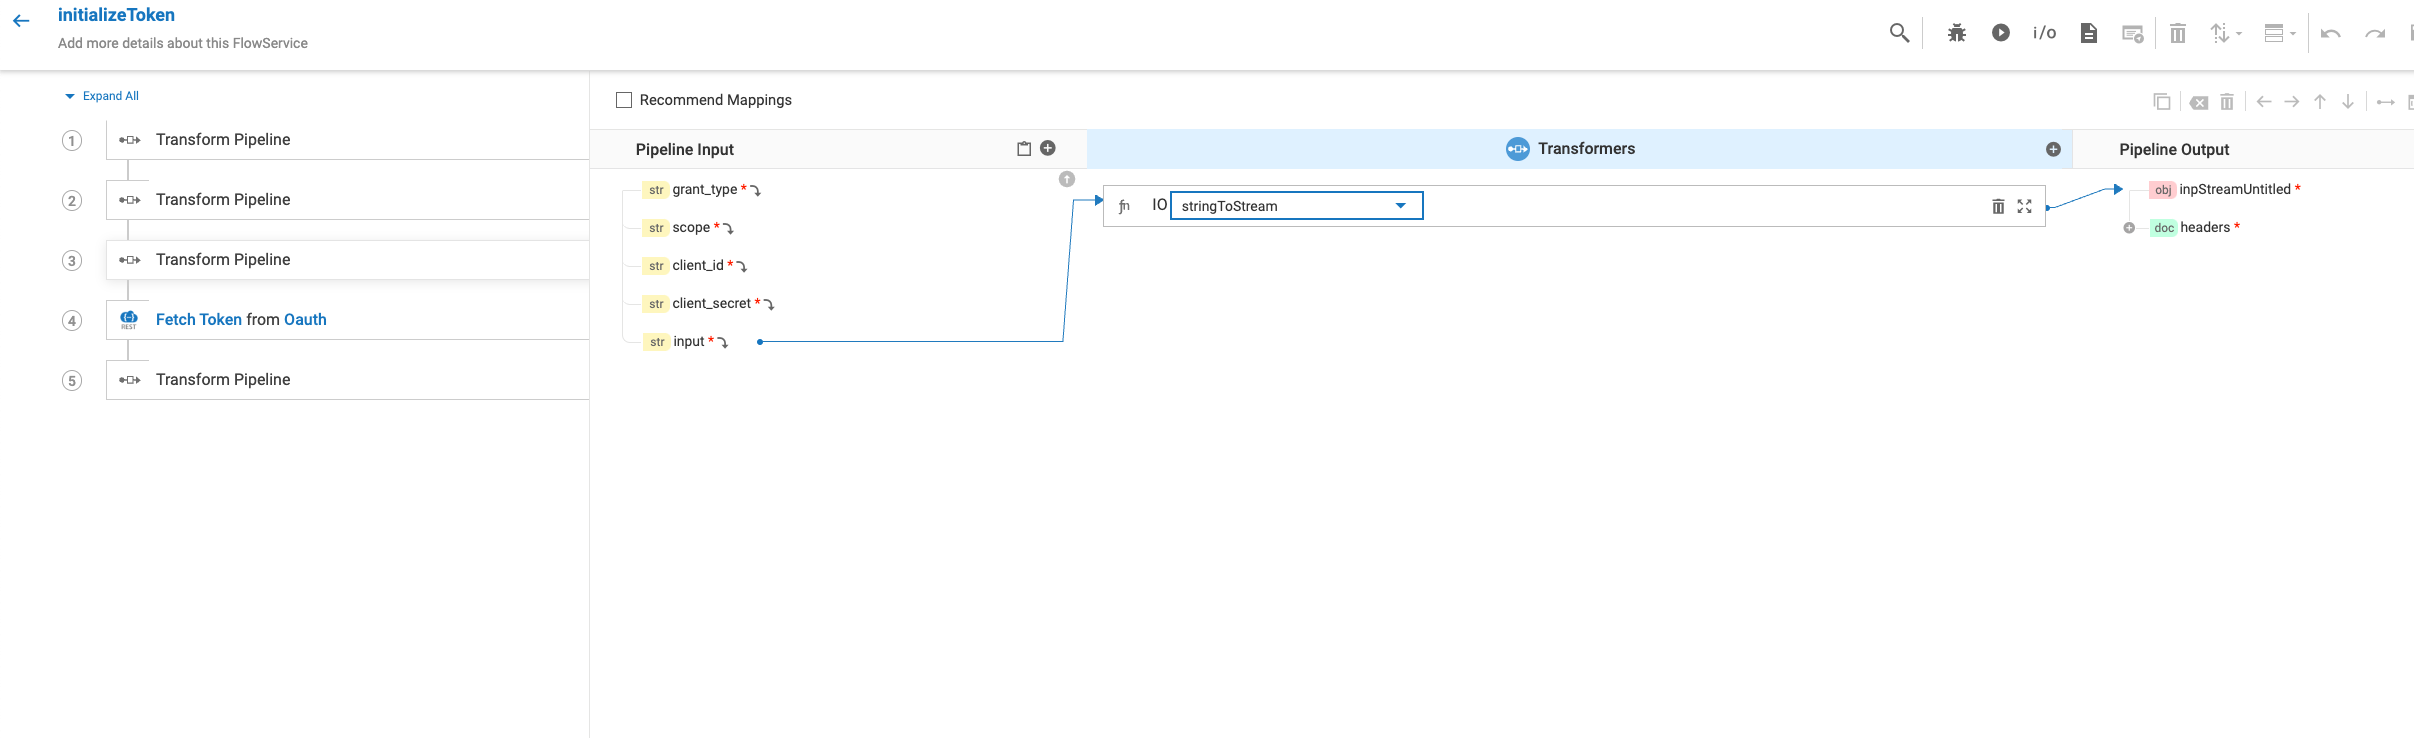 initializeToken
Add more details about this FlowService
i/o
Expand All
Recommend Mappings
1 Transform Pipeline
2 Transform Pipeline
3 Transform Pipeline
4 REST Fetch Token from Oauth
5 Transform Pipeline
Pipeline Input
Transformers
Pipeline Output
str grant_type *
str scope *
str client_id *
str client_secret *
str input *
fn IO stringToStream
obj inpStreamUntitled *
doc headers *